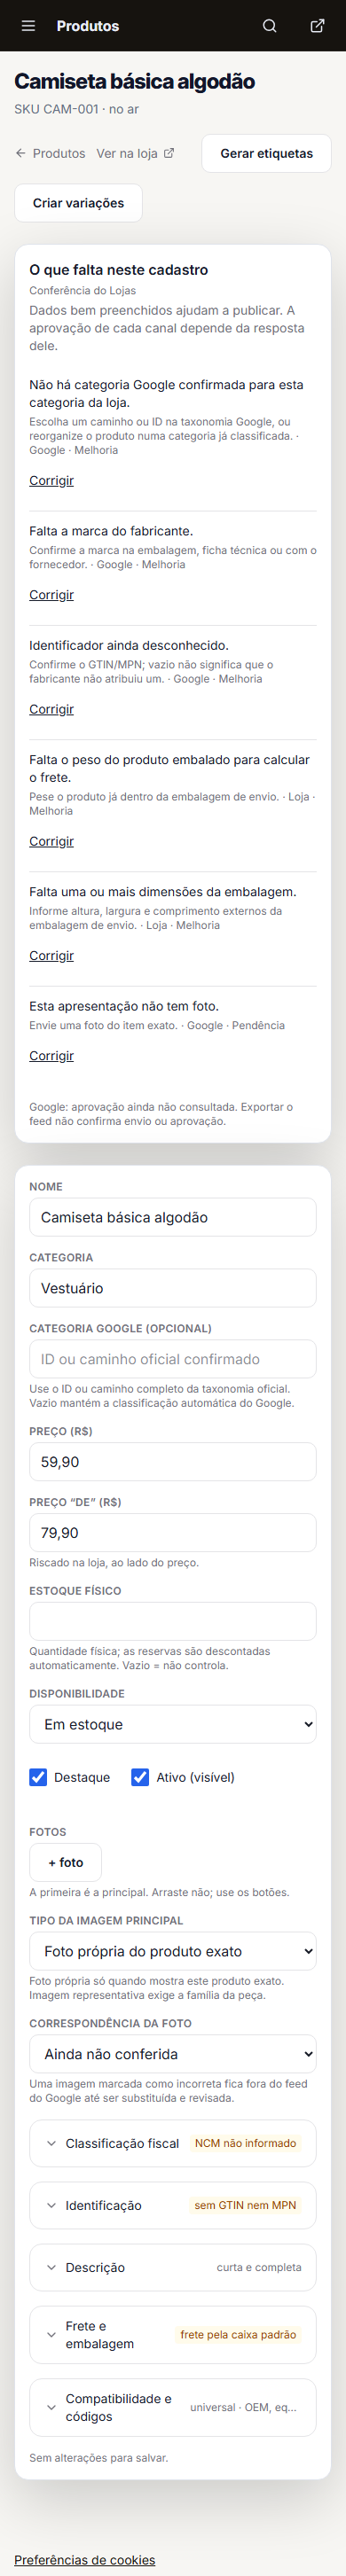 Produtos
Camiseta básica algodão
SKU CAM-001 · no ar
Produtos
Ver na loja
Gerar etiquetas
Criar variações
O que falta neste cadastro
Conferência do Lojas
Dados bem preenchidos ajudam a publicar. A
aprovação de cada canal depende da resposta
dele.
Não há categoria Google confirmada para esta
categoria da loja.
Escolha um caminho ou ID na taxonomia Google, ou
reorganize o produto numa categoria já classificada. ·
Google · Melhoria
Corrigir
Falta a marca do fabricante.
Confirme a marca na embalagem, ficha técnica ou com o
fornecedor. · Google · Melhoria
Corrigir
Identificador ainda desconhecido.
Confirme o GTIN/MPN; vazio não significa que o
fabricante não atribuiu um. · Google · Melhoria
Corrigir
Falta o peso do produto embalado para calcular
o frete.
Pese o produto já dentro da embalagem de envio. · Loja ·
Melhoria
Corrigir
Falta uma ou mais dimensões da embalagem.
Informe altura, largura e comprimento externos da
embalagem de envio. · Loja · Melhoria
Corrigir
Esta apresentação não tem foto.
Envie uma foto do item exato. · Google · Pendência
Corrigir
Google: aprovação ainda não consultada. Exportar o
feed não confirma envio ou aprovação.
NOME
Camiseta básica algodão
CATEGORIA
Vestuário
CATEGORIA GOOGLE (OPCIONAL)
ID ou caminho oficial confirmado
Use o ID ou caminho completo da taxonomia oficial.
Vazio mantém a classificação automática do Google.
PREÇO (R$)
59,90
PREÇO “DE” (R$)
79,90
Riscado na loja, ao lado do preço.
ESTOQUE FÍSICO
Quantidade física; as reservas são descontadas
automaticamente. Vazio = não controla.
DISPONIBILIDADE
Em estoque
Destaque
Ativo (visível)
FOTOS
+ foto
A primeira é a principal. Arraste não; use os botões.
TIPO DA IMAGEM PRINCIPAL
Foto própria do produto exato
Foto própria só quando mostra este produto exato.
Imagem representativa exige a família da peça.
CORRESPONDÊNCIA DA FOTO
Ainda não conferida
Uma imagem marcada como incorreta fica fora do feed
do Google até ser substituída e revisada.
Classificação fiscal
NCM não informado
Identificação
sem GTIN nem MPN
Descrição
curta e completa
Frete e
embalagem
frete pela caixa padrão
Compatibilidade e
códigos
universal · OEM, eq...
Sem alterações para salvar.
Preferências de cookies